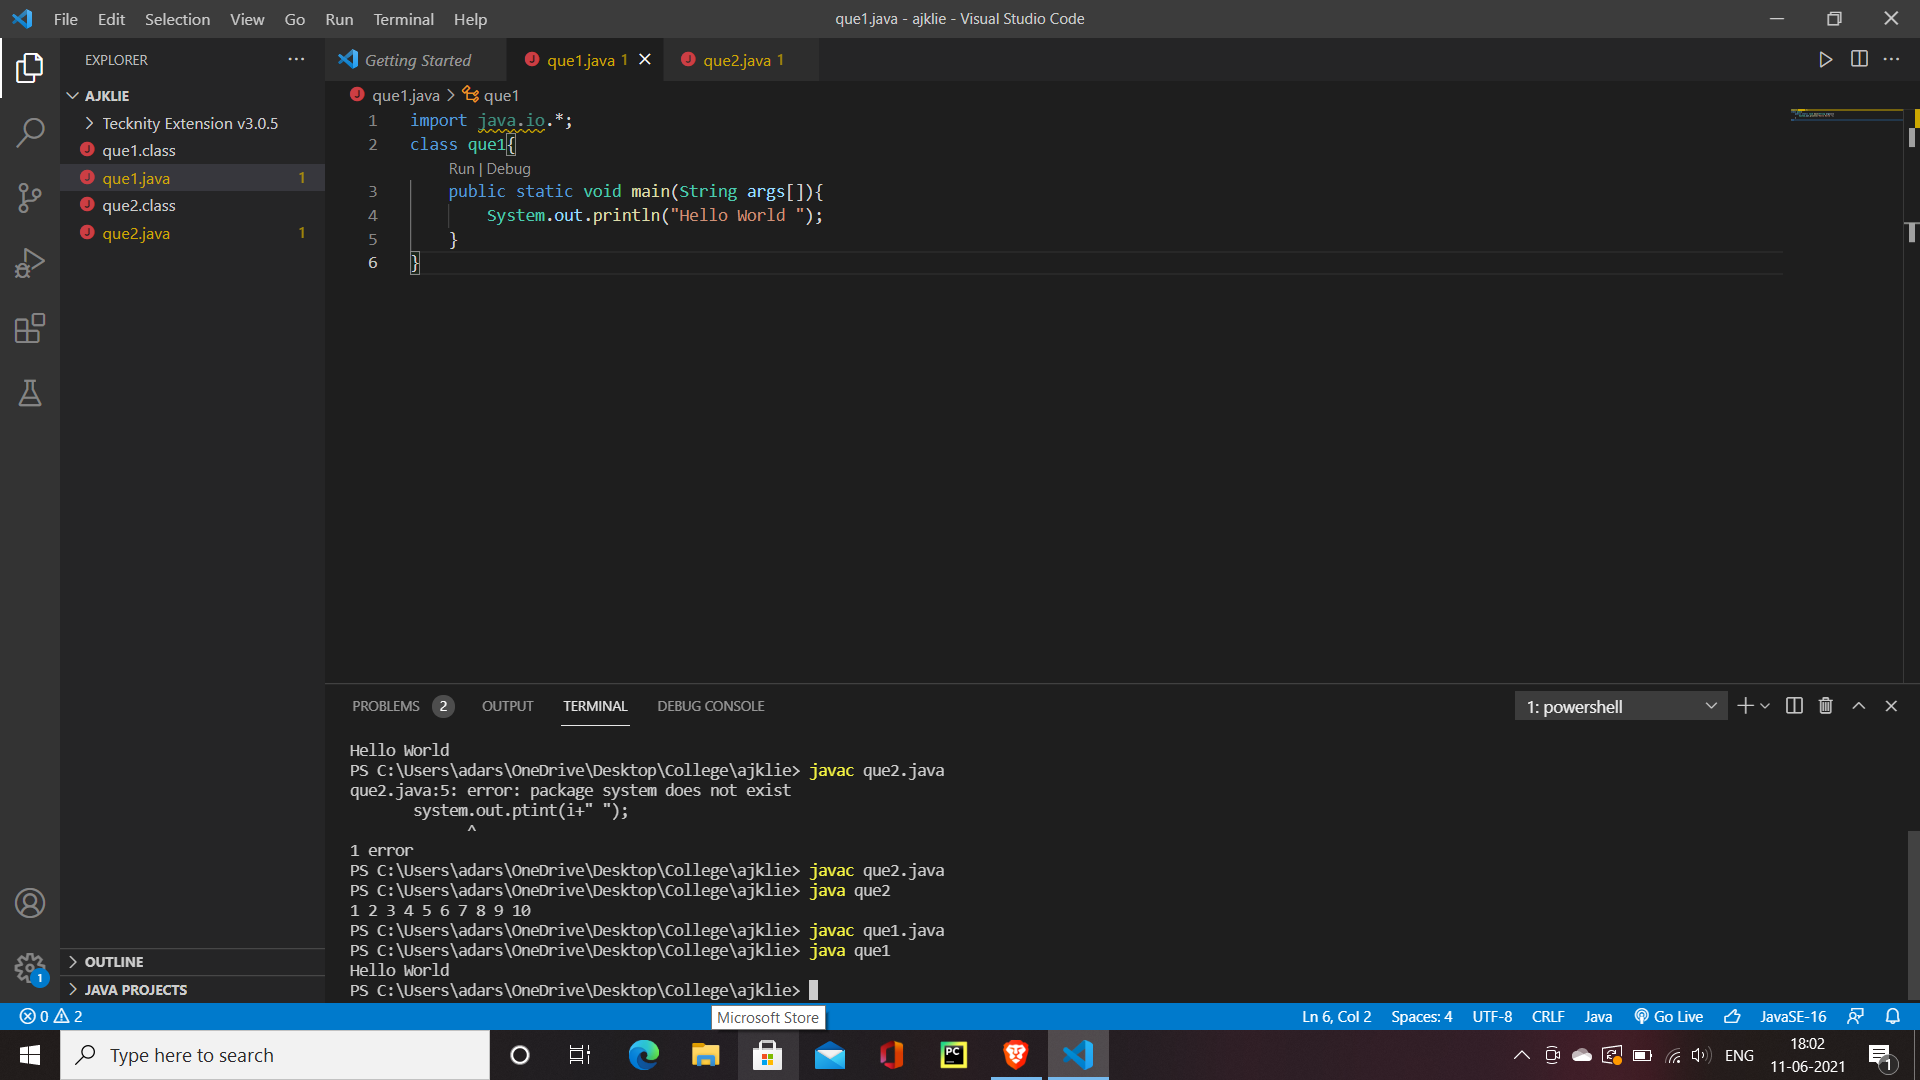 File Edit Selection View Go Run Terminal Help
que1.java - ajklie - Visual Studio Code
EXPLORER
Getting Started
que1.java 1
que2.java 1
AJKLIE
Tecknity Extension v3.0.5
que1.class
que1.java 1
que2.class
que2.java 1
que1.java > que1
1 import java.io.*;
2 class que1{
Run | Debug
3 public static void main(String args[]){
4 System.out.println("Hello World ");
5 }
6 }
PROBLEMS 2 OUTPUT TERMINAL DEBUG CONSOLE
1: powershell
Hello World
PS C:\Users\adars\OneDrive\Desktop\College\ajklie> javac que2.java
que2.java:5: error: package system does not exist
system.out.ptint(i+" ");
^
1 error
PS C:\Users\adars\OneDrive\Desktop\College\ajklie> javac que2.java
PS C:\Users\adars\OneDrive\Desktop\College\ajklie> java que2
1 2 3 4 5 6 7 8 9 10
PS C:\Users\adars\OneDrive\Desktop\College\ajklie> javac que1.java
PS C:\Users\adars\OneDrive\Desktop\College\ajklie> java que1
Hello World
PS C:\Users\adars\OneDrive\Desktop\College\ajklie>
OUTLINE
JAVA PROJECTS
1
0 2
Microsoft Store
Ln 6, Col 2 Spaces: 4 UTF-8 CRLF Java Go Live JavaSE-16
Type here to search
PC
ENG
18:02
11-06-2021
1